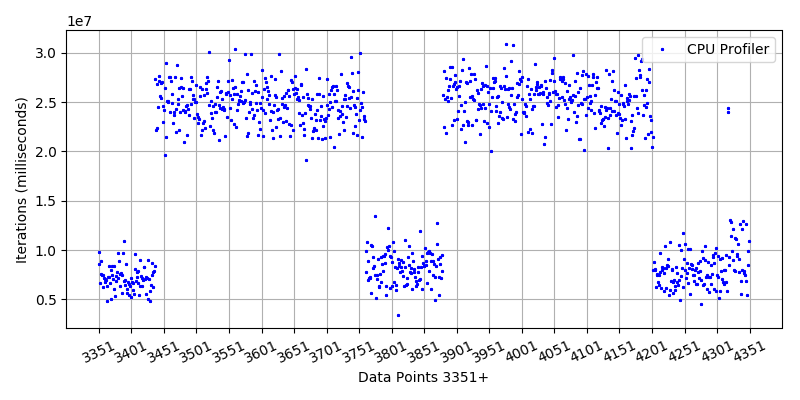 1e7
CPU Profiler
3.0
2.5
2.0
1.5
1.0
0.5
Iterations (milliseconds)
3351 3401 3451 3501 3551 3601 3651 3701 3751 3801 3851 3901 3951 4001 4051 4101 4151 4201 4251 4301 4351
Data Points 3351+